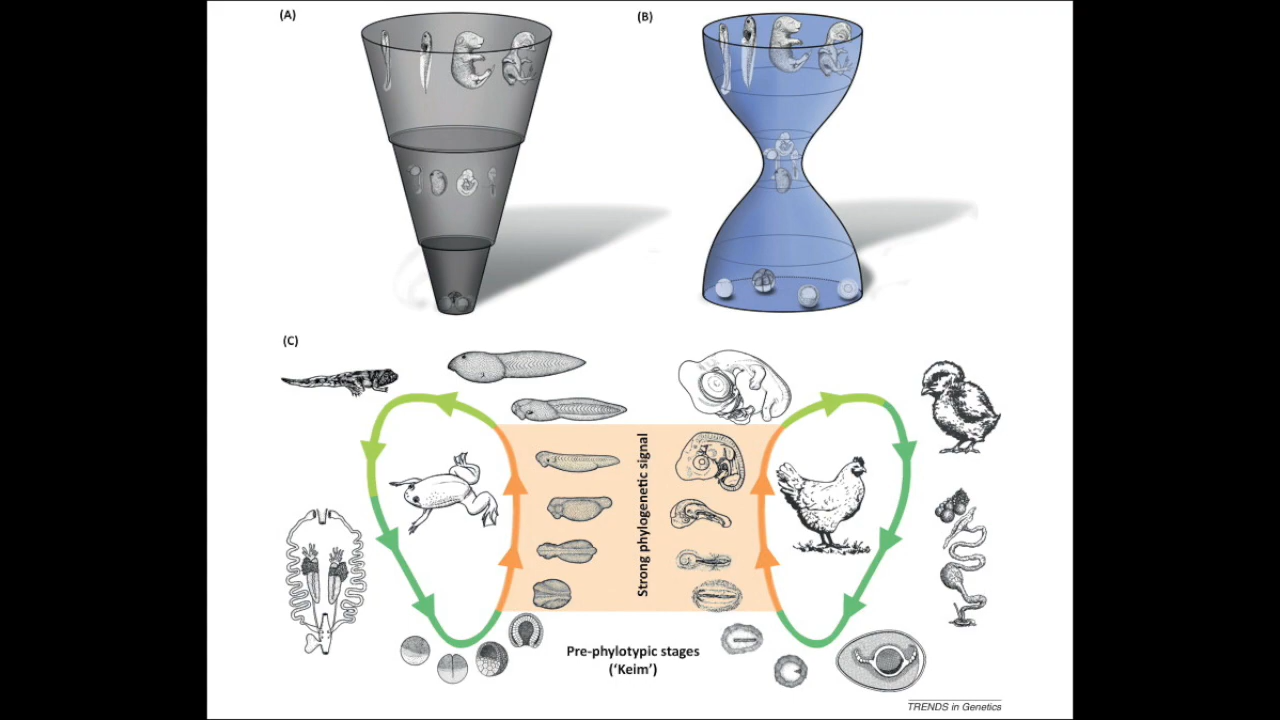 (A)
(B)
(C)
Strong phylogenetic signal
Pre-phylotypic stages
(‘Keim’)
TRENDS in Genetics